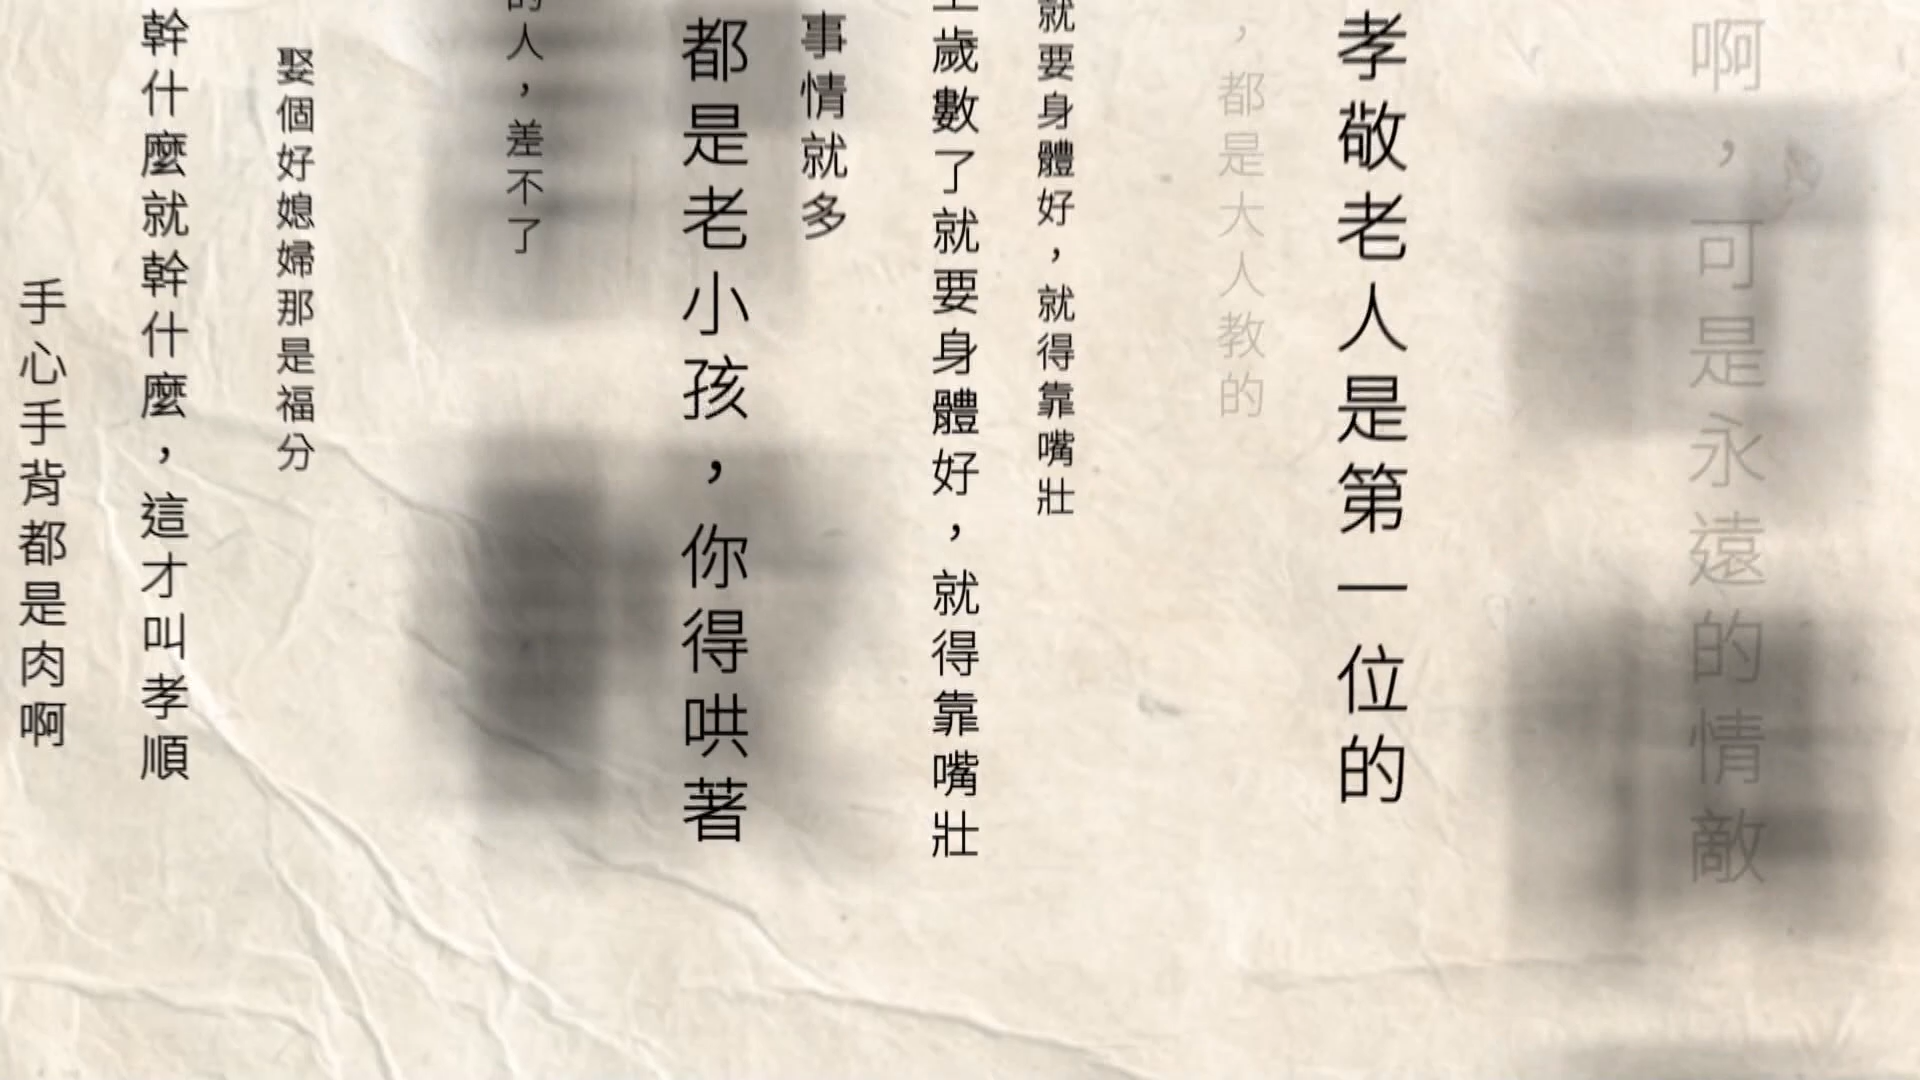 啊，可是永遠的情敵
孝敬老人是第一位的
，都是大人教的
就要身體好，就得靠嘴壯
上歲數了就要身體好，就得靠嘴壯
事情就多
都是老小孩，你得哄著
的人，差不了
娶個好媳婦那是福分
幹什麼就幹什麼，這才叫孝順
手心手背都是肉啊